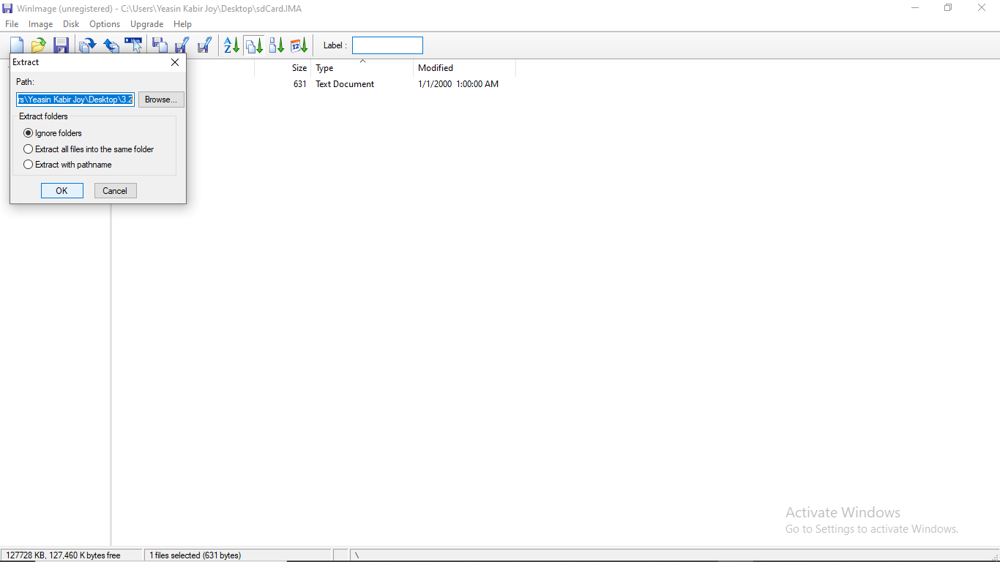 WinImage (unregistered) - C:\Users\Yeasin Kabir Joy\Desktop\sdCard.IMA
File Image Disk Options Upgrade Help
Label :
Extract
Path:
rs\Yeasin Kabir Joy\Desktop\3.2 Browse...
Extract folders
Ignore folders
Extract all files into the same folder
Extract with pathname
OK Cancel
Size Type Modified
631 Text Document 1/1/2000 1:00:00 AM
Activate Windows
Go to Settings to activate Windows.
127728 KB, 127,460 K bytes free 1 files selected (631 bytes) \